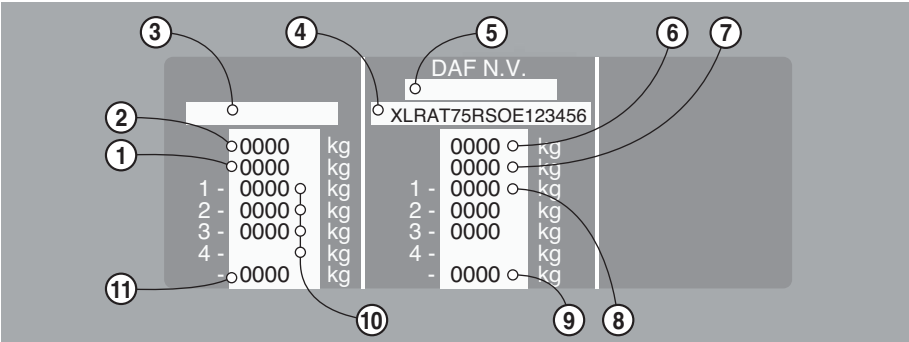 3 4 5 6 7
DAF N.V.
XLRAT75RSOE123456
2 0000 kg 0000 kg
1 0000 kg 0000 kg
1 - 0000 kg 1 - 0000 kg
2 - 0000 kg 2 - 0000 kg
3 - 0000 kg 3 - 0000 kg
4 - kg 4 - kg
- 0000 kg - 0000 kg
11 10 9 8